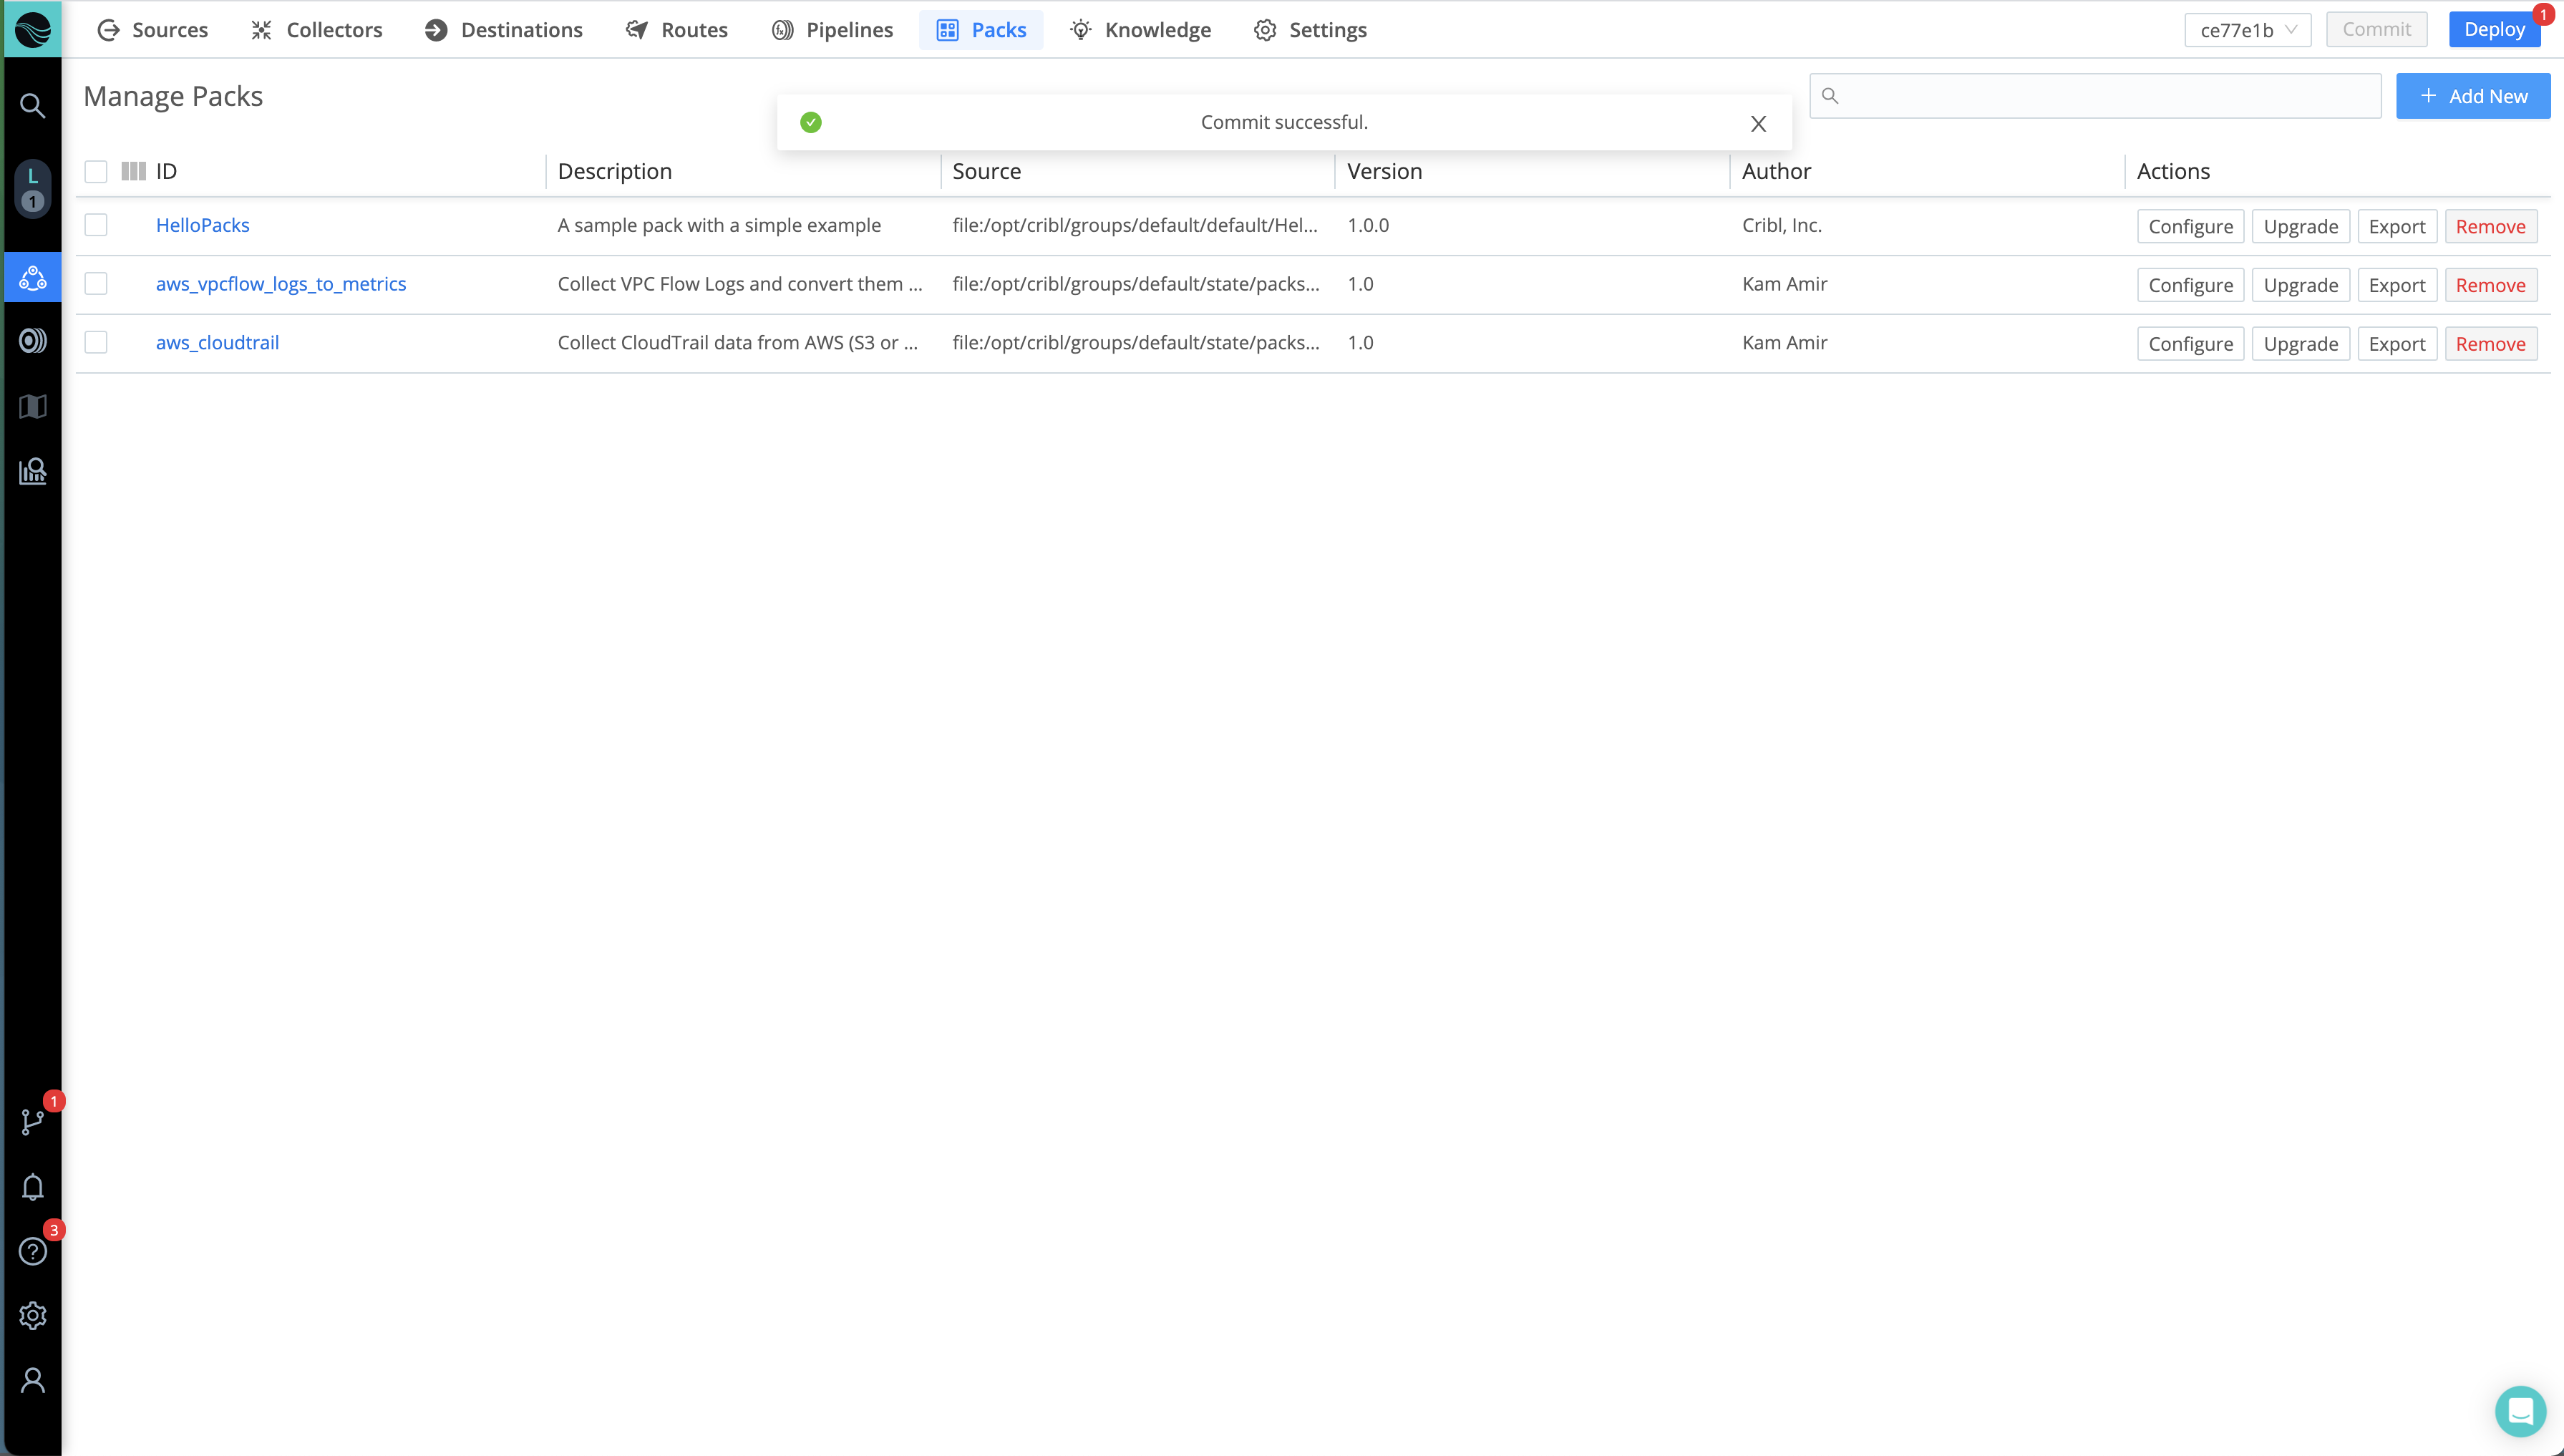 Sources Collectors Destinations Routes Pipelines Packs Knowledge Settings ce77e1b Commit Deploy 1
Manage Packs Add New
Commit successful.
L
1
ID Description Source Version Author Actions
HelloPacks A sample pack with a simple example file:/opt/cribl/groups/default/default/Hel... 1.0.0 Cribl, Inc. Configure Upgrade Export Remove
aws_vpcflow_logs_to_metrics Collect VPC Flow Logs and convert them ... file:/opt/cribl/groups/default/state/packs... 1.0 Kam Amir Configure Upgrade Export Remove
aws_cloudtrail Collect CloudTrail data from AWS (S3 or ... file:/opt/cribl/groups/default/state/packs... 1.0 Kam Amir Configure Upgrade Export Remove
1
3